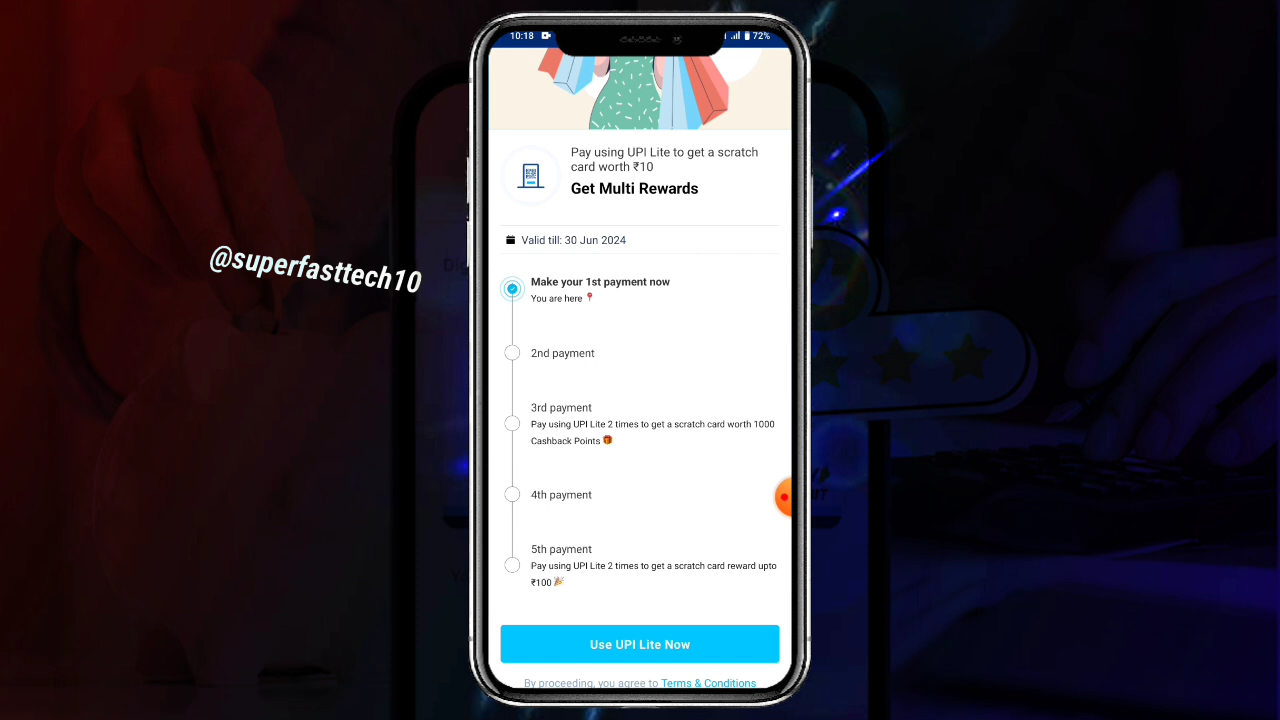 10:18
72%
Pay using UPI Lite to get a scratch
card worth ₹10
Get Multi Rewards
Valid till: 30 Jun 2024
@superfasttech10
Make your 1st payment now
You are here 📍
2nd payment
3rd payment
Pay using UPI Lite 2 times to get a scratch card worth 1000
Cashback Points 🎁
4th payment
5th payment
Pay using UPI Lite 2 times to get a scratch card reward upto
₹100 🎉
Use UPI Lite Now
By proceeding, you agree to Terms & Conditions